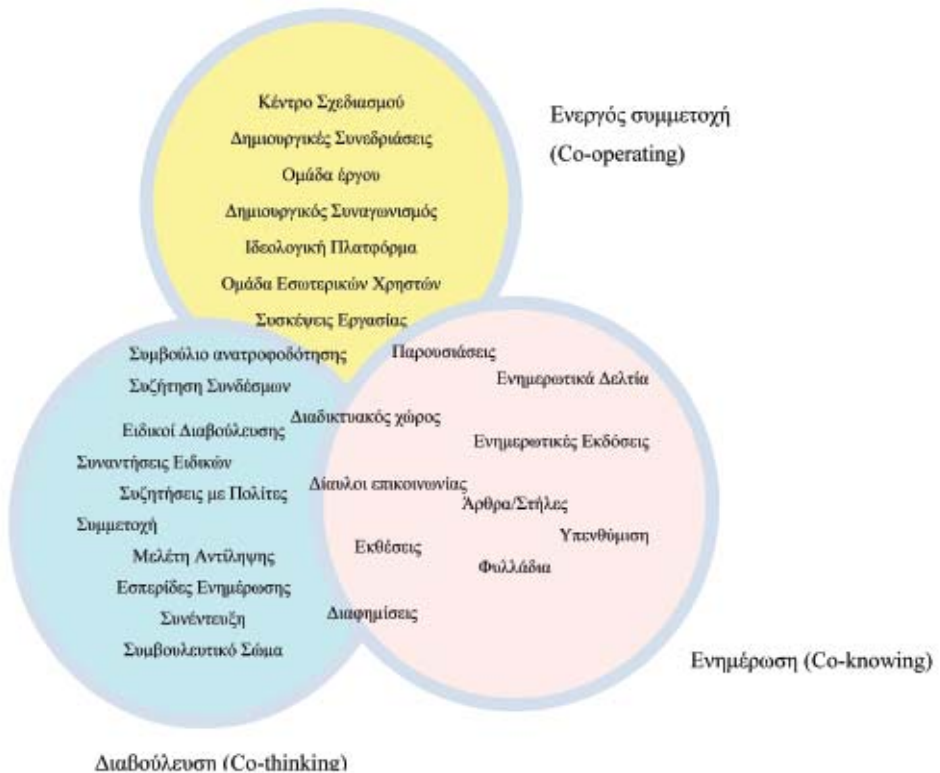 Κέντρο Σχεδιασμού
Δημιουργικές Συνεδριάσεις
Ομάδα έργου
Δημιουργικός Συναγωνισμός
Ιδεολογική Πλατφόρμα
Ομάδα Εσωτερικών Χρηστών
Συσκέψεις Εργασίας
Ενεργός συμμετοχή
(Co-operating)
Συμβούλιο ανατροφοδότησης
Συζήτηση Συνδέσμων
Ειδικοί Διαβούλευσης
Συναντήσεις Ειδικών
Συζητήσεις με Πολίτες
Συμμετοχή
Μελέτη Αντίληψης
Εσπερίδες Ενημέρωσης
Συνέντευξη
Συμβουλευτικό Σώμα
Διαβούλευση (Co-thinking)
Παρουσιάσεις
Ενημερωτικά Δελτία
Διαδικτυακός χώρος
Ενημερωτικές Εκδόσεις
Δίαυλοι επικοινωνίας
Άρθρα/Στήλες
Υπενθύμιση
Εκθέσεις
Φυλλάδια
Διαφημίσεις
Ενημέρωση (Co-knowing)